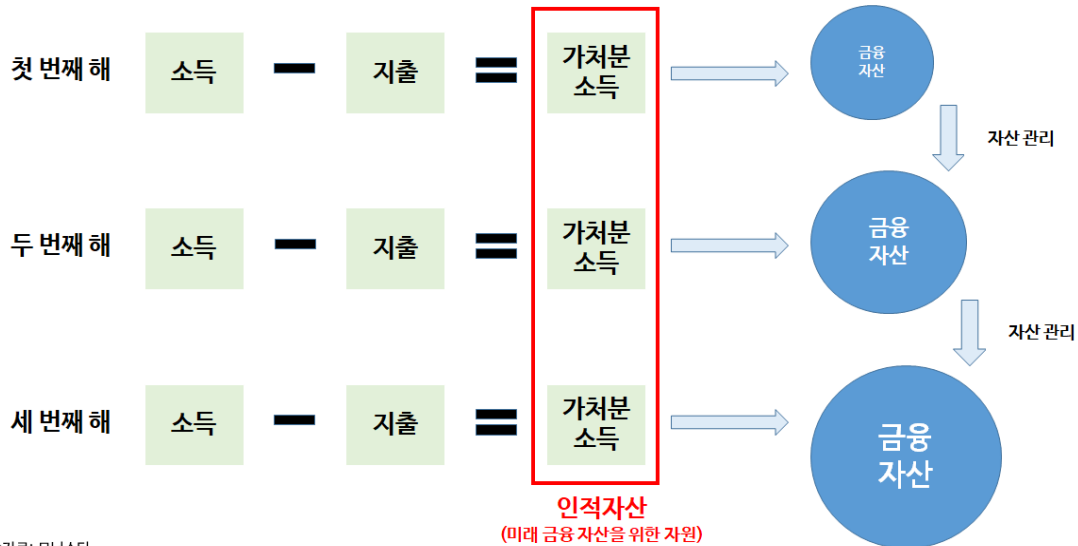 첫 번째 해
소득
지출
가처분
소득
금융
자산
자산 관리
두 번째 해
소득
지출
가처분
소득
금융
자산
자산 관리
세 번째 해
소득
지출
가처분
소득
금융
자산
인적자산
(미래 금융 자산을 위한 자원)